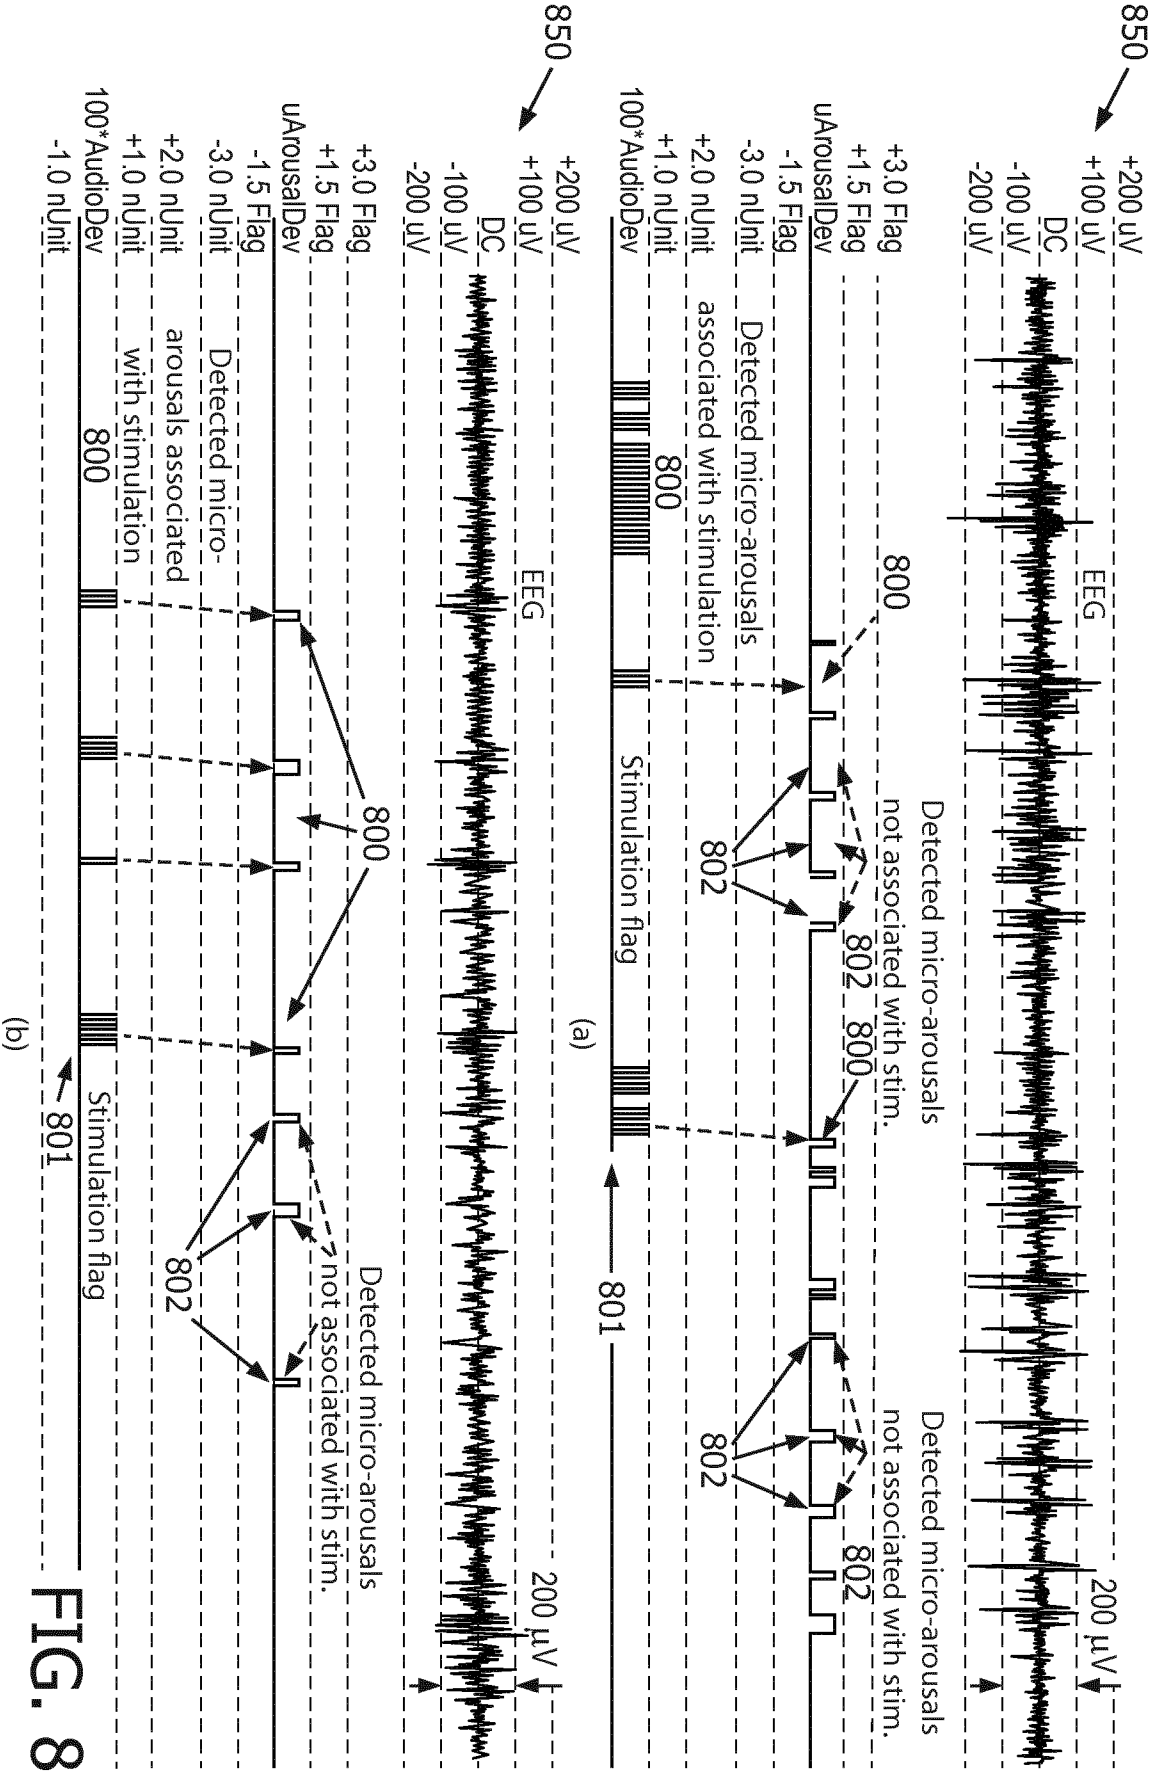 850
+200 uV
+100 uV
DC
-100 uV
-200 uV
EEG
200 µV
+3.0 Flag
+1.5 Flag
uArousalDev
-1.5 Flag
-3.0 nUnit
+2.0 nUnit
+1.0 nUnit
100*AudioDev
800
Detected micro-arousals
not associated with stim.
802
800
Detected micro-arousals
not associated with stim.
802
802
802
Detected micro-arousals
associated with stimulation
800
Stimulation flag
801
(a)
850
+200 uV
+100 uV
DC
-100 uV
-200 uV
EEG
200 µV
+3.0 Flag
+1.5 Flag
uArousalDev
-1.5 Flag
-3.0 nUnit
+2.0 nUnit
+1.0 nUnit
100*AudioDev
-1.0 nUnit
800
Detected micro-arousals
not associated with stim.
802
Detected micro-
arousals associated
with stimulation
800
Stimulation flag
801
(b)
FIG. 8